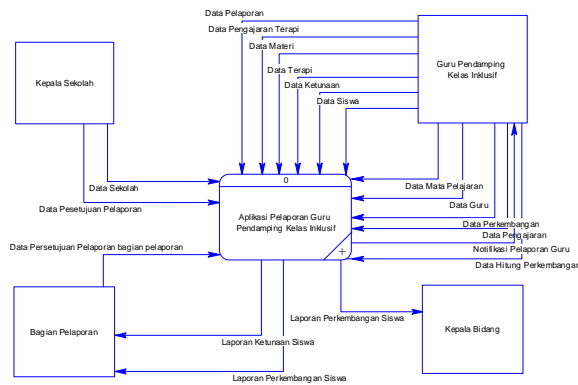 Data Pelaporan
Data Pengajaran Terapi
Data Materi
Data Terapi
Data Ketunaan
Data Siswa
Kepala Sekolah
Guru Pendamping
Kelas Inklusif
0
Data Sekolah
Data Pesetujuan Pelaporan
Data Mata Pelajaran
Data Guru
Aplikasi Pelaporan Guru
Pendamping Kelas Inklusif
Data Perkembangan
Data Pengajaran
Notifikasi Pelaporan Guru
Data Hitung Perkembangan
Data Persetujuan Pelaporan bagian pelaporan
+
Bagian Pelaporan
Laporan Perkembangan Siswa
Kepala Bidang
Laporan Ketunaan Siswa
Laporan Perkembangan Siswa